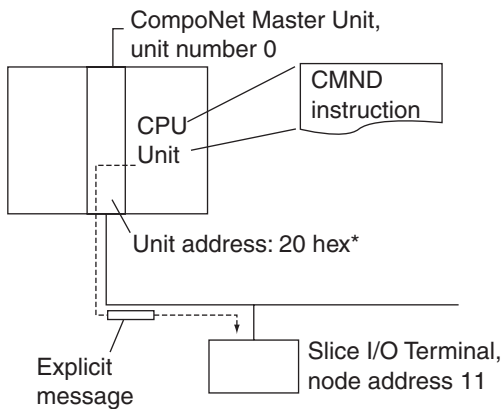 CompoNet Master Unit,
unit number 0
CPU
Unit
CMND
instruction
Unit address: 20 hex*
Explicit
message
Slice I/O Terminal,
node address 11